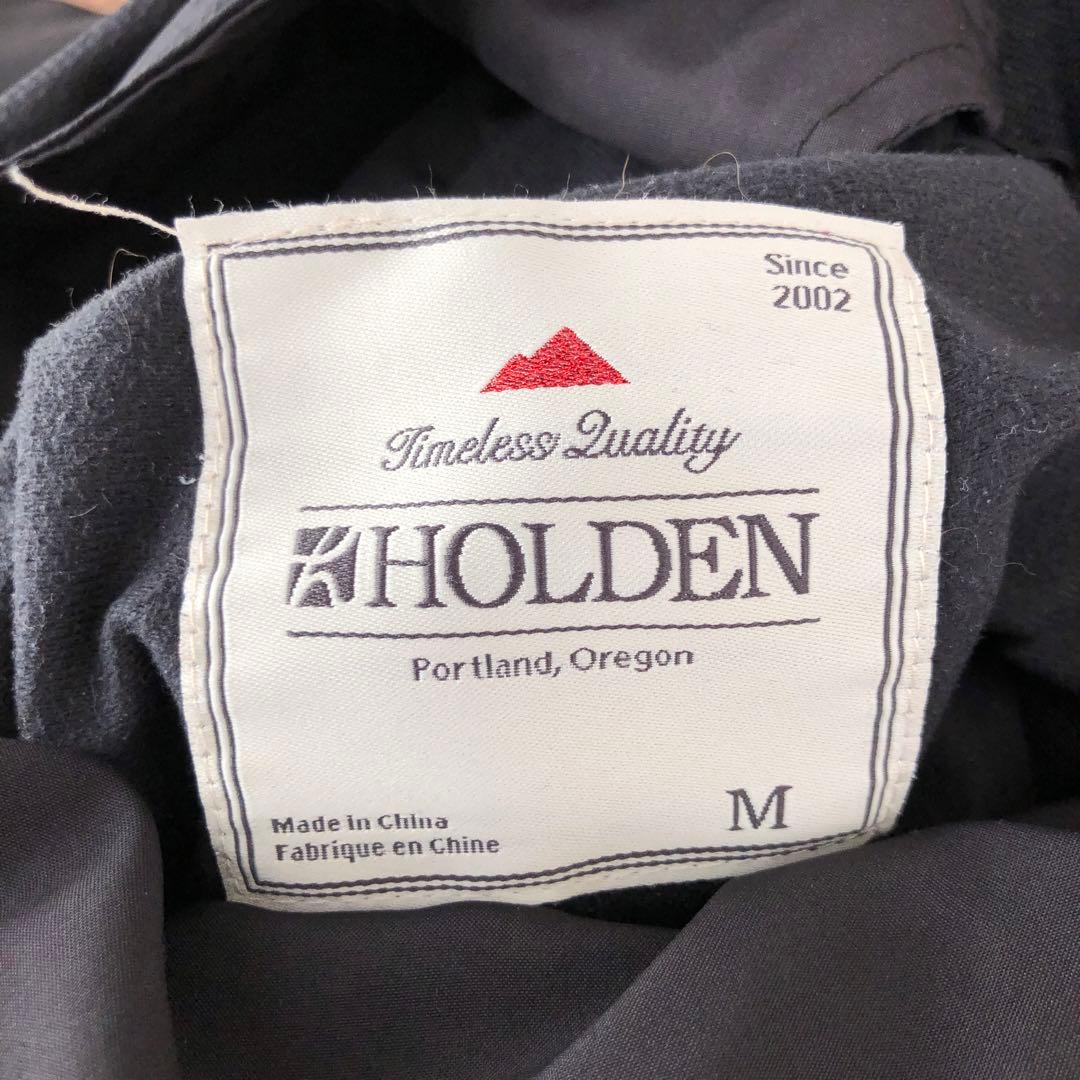 Since
2002
Timeless Quality
HOLDEN
Portland, Oregon
M
Made in China
Fabrique en Chine